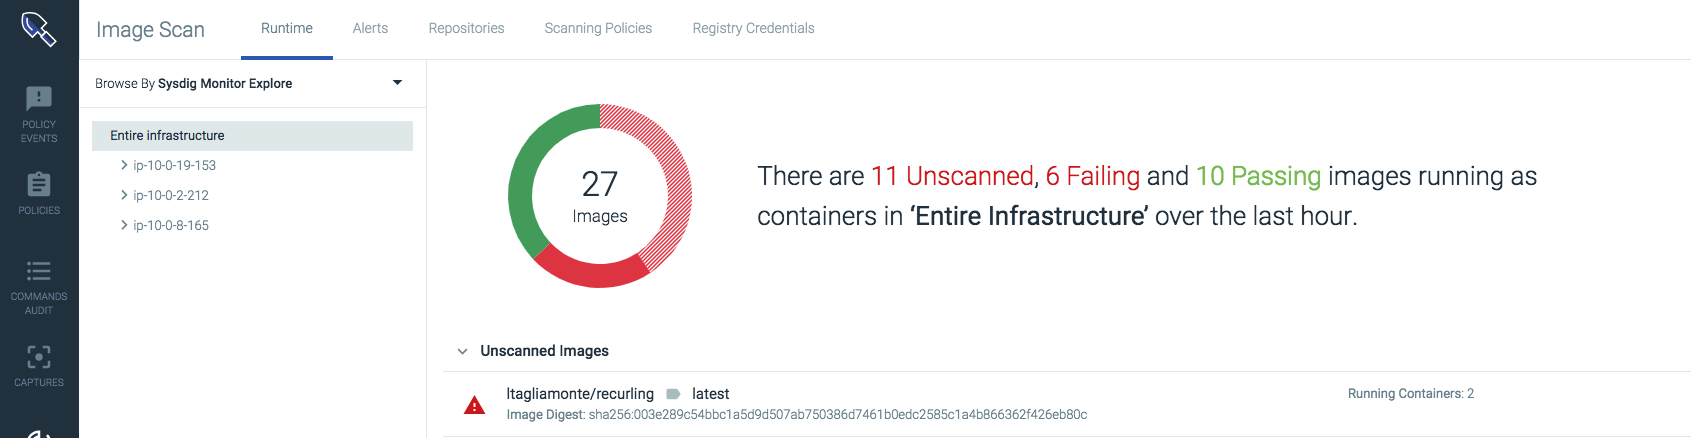 Image Scan
Runtime
Alerts
Repositories
Scanning Policies
Registry Credentials
POLICY
EVENTS
POLICIES
COMMANDS
AUDIT
CAPTURES
Browse By Sysdig Monitor Explore
Entire infrastructure
ip-10-0-19-153
ip-10-0-2-212
ip-10-0-8-165
27
Images
There are 11 Unscanned, 6 Failing and 10 Passing images running as
containers in ‘Entire Infrastructure’ over the last hour.
Unscanned Images
ltagliamonte/recurling latest
Running Containers: 2
Image Digest: sha256:003e289c54bbc1a5d9d507ab750386d7461b0edc2585c1a4b866362f426eb80c